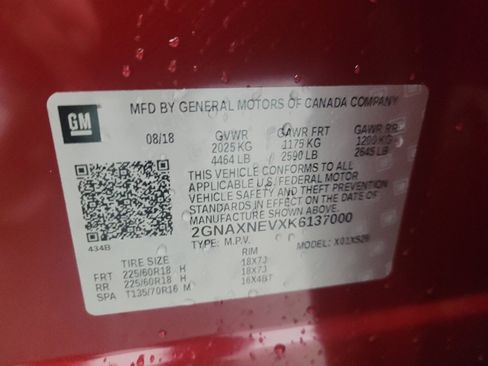 GM
MFD BY GENERAL MOTORS OF CANADA COMPANY
08/18 GVWR GAWR FRT GAWR RR
2025 KG 1175 KG 1200 KG
4464 LB 2590 LB 2645 LB
THIS VEHICLE CONFORMS TO ALL
APPLICABLE U.S. FEDERAL MOTOR
VEHICLE SAFETY AND THEFT PREVENTION
STANDARDS IN EFFECT ON THE DATE OF
MANUFACTURE SHOWN ABOVE.
2GNAXNEVXK6137000
434B TYPE: M.P.V. MODEL: X01XS26
TIRE SIZE RIM
FRT 225/60R18 H 18X7J
RR 225/60R18 H 18X7J
SPA T135/70R16 M 16X4BT